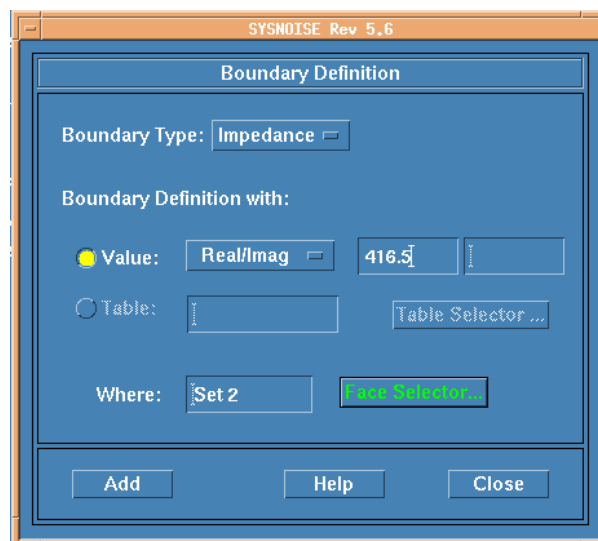 SYSNOISE Rev 5.6
Boundary Definition
Boundary Type: Impedance
Boundary Definition with:
Value: Real/Imag 416.5
Table: Table Selector ...
Where: Set 2 Face Selector...
Add Help Close